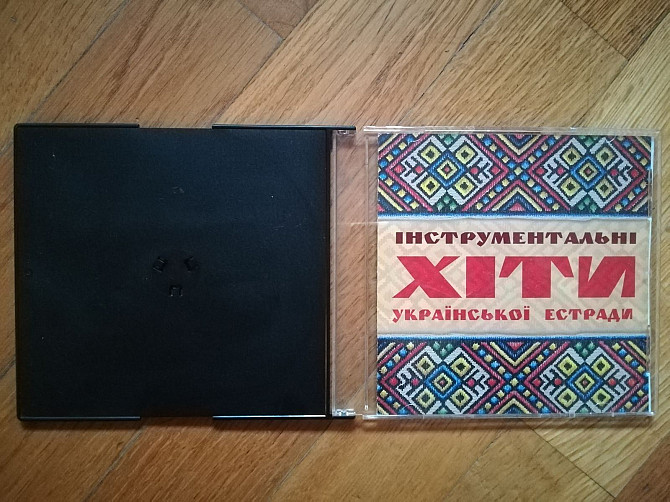 ІНСТРУМЕНТАЛЬНІ
ХІТИ
УКРАЇНСЬКОЇ ЕСТРАДИ